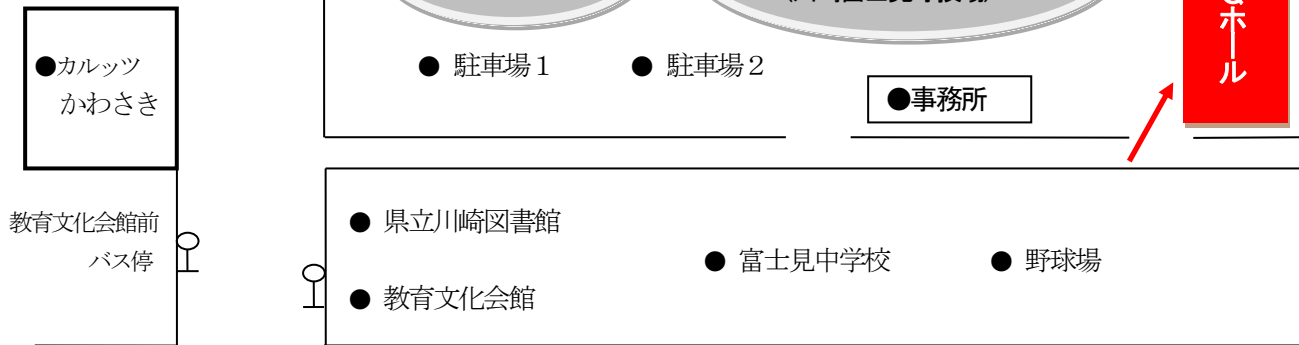 ホール
●カルッツ
かわさき
● 駐車場１
● 駐車場２
●事務所
教育文化会館前
バス停
● 県立川崎図書館
● 富士見中学校
● 野球場
● 教育文化会館